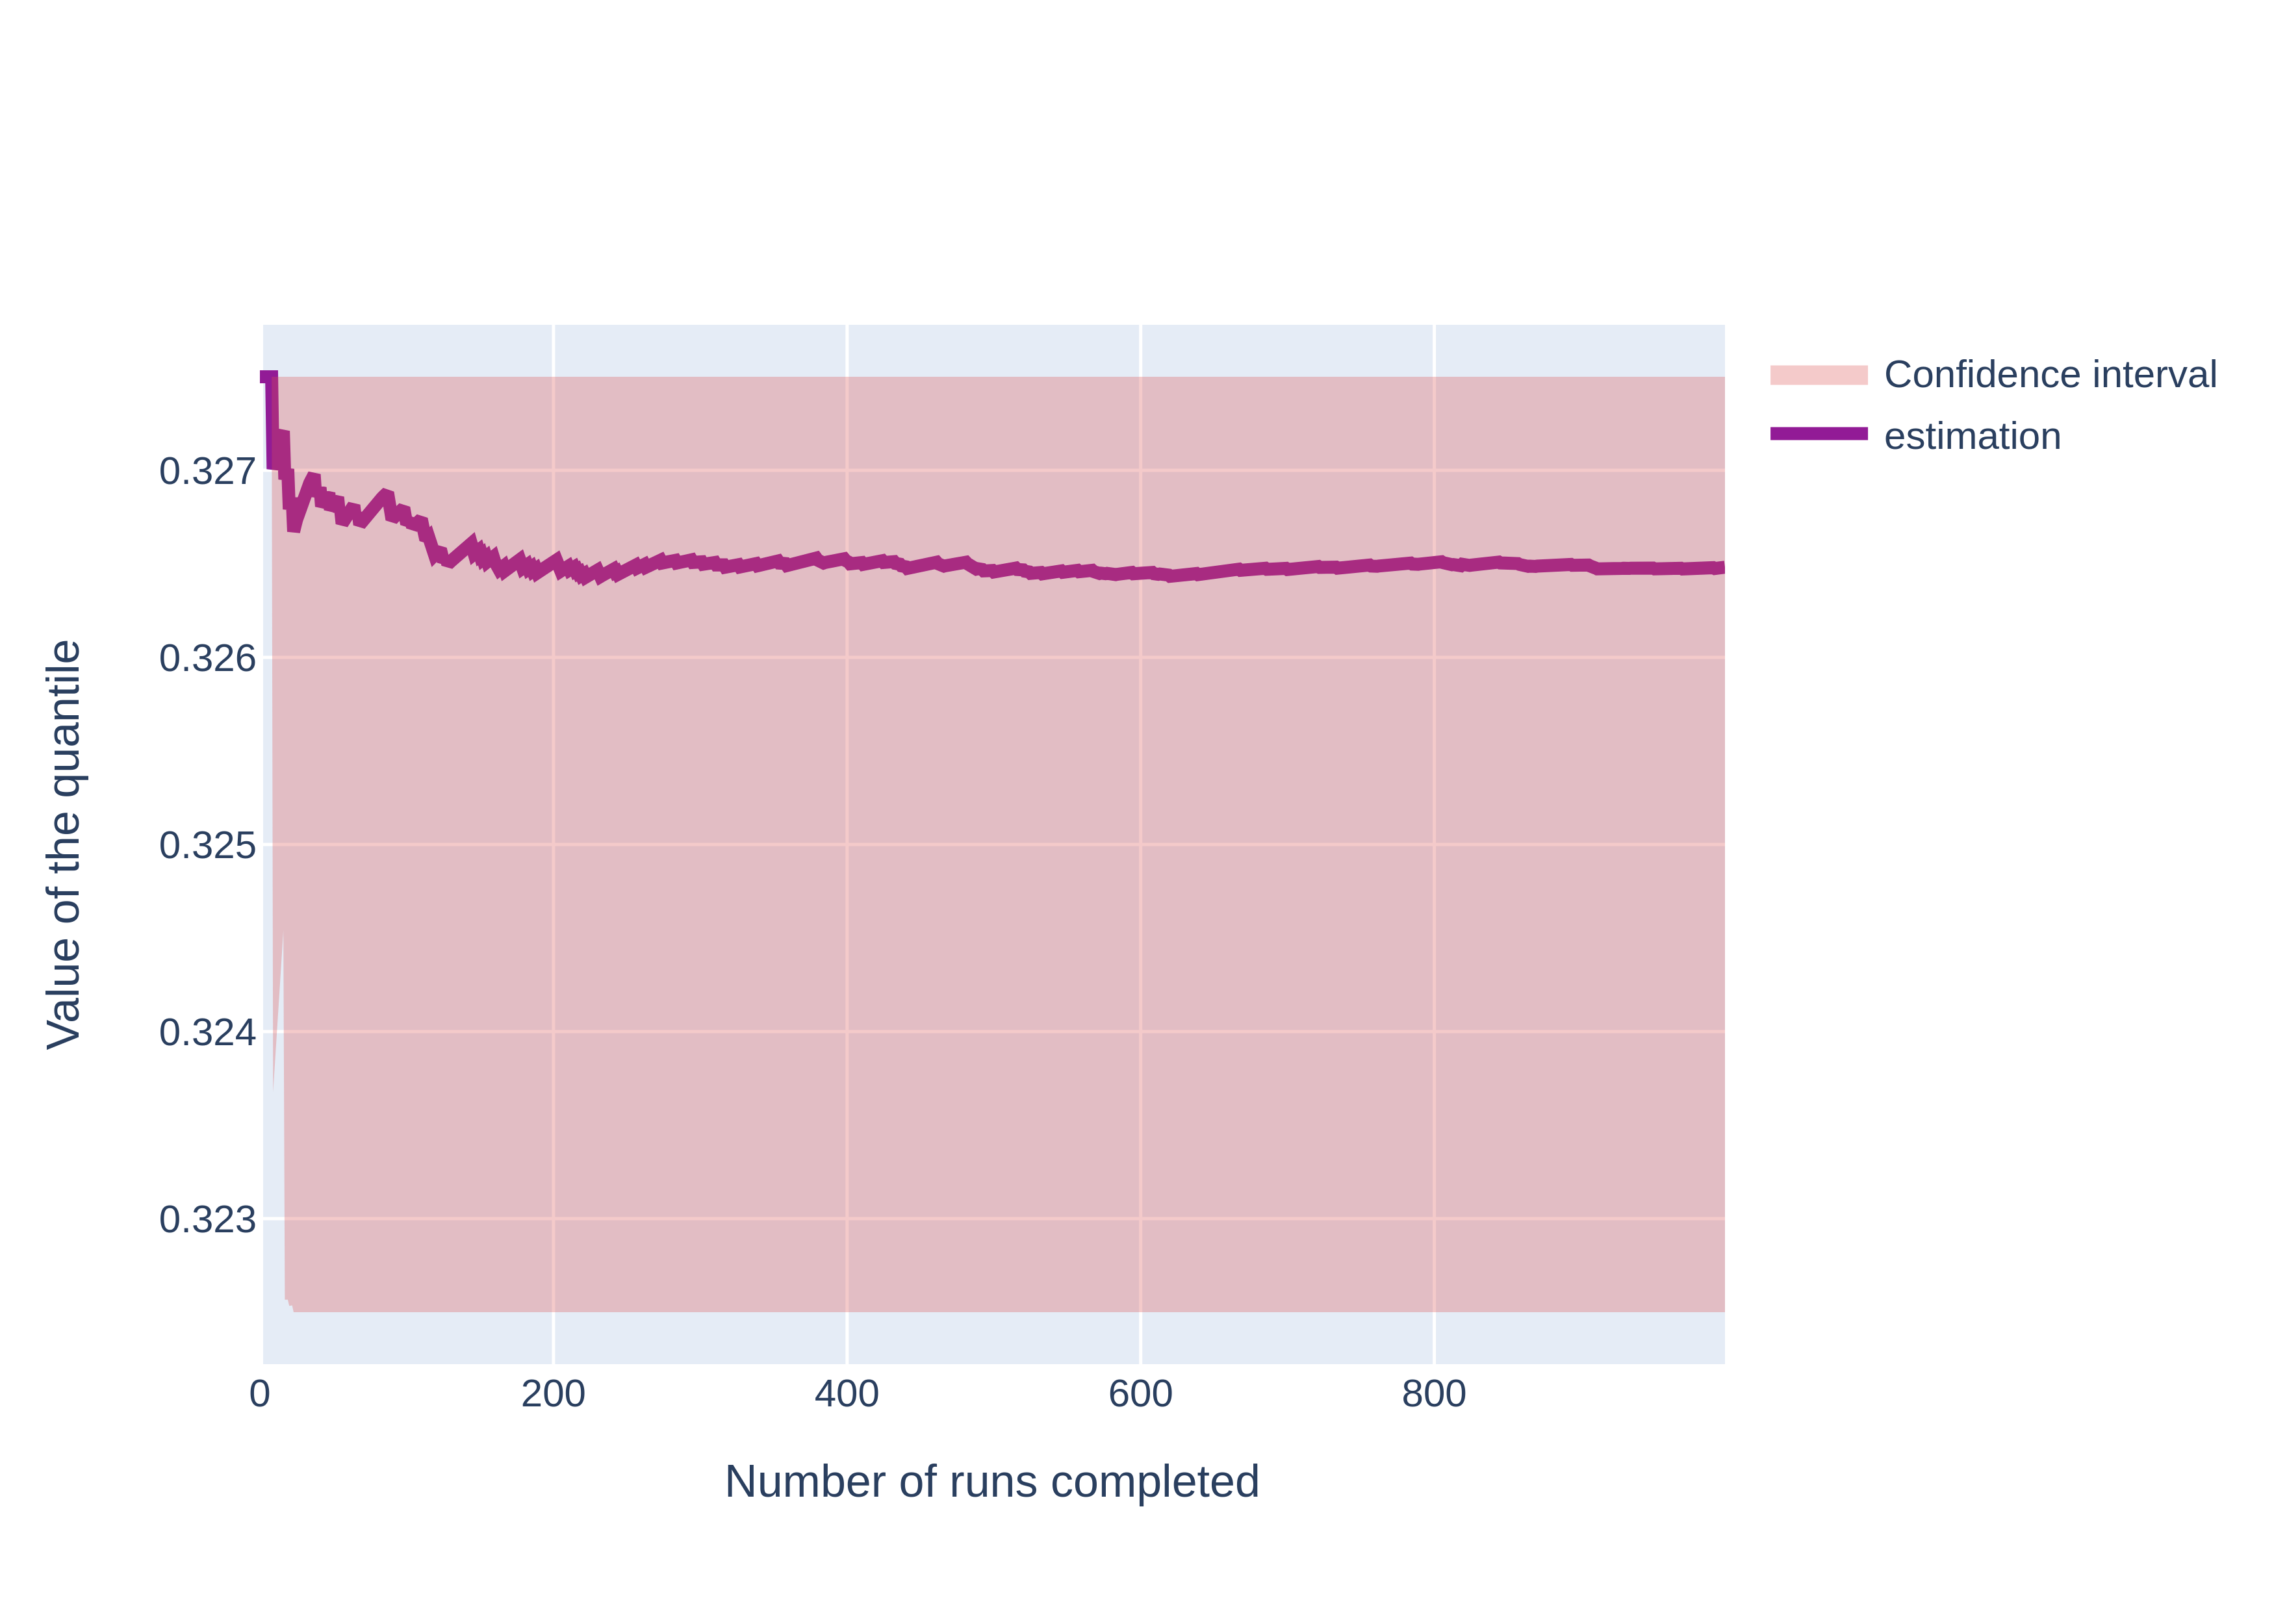 Confidence interval
estimation
0.327
0.326
0.325
0.324
0.323
Value of the quantile
0
200
400
600
800
Number of runs completed